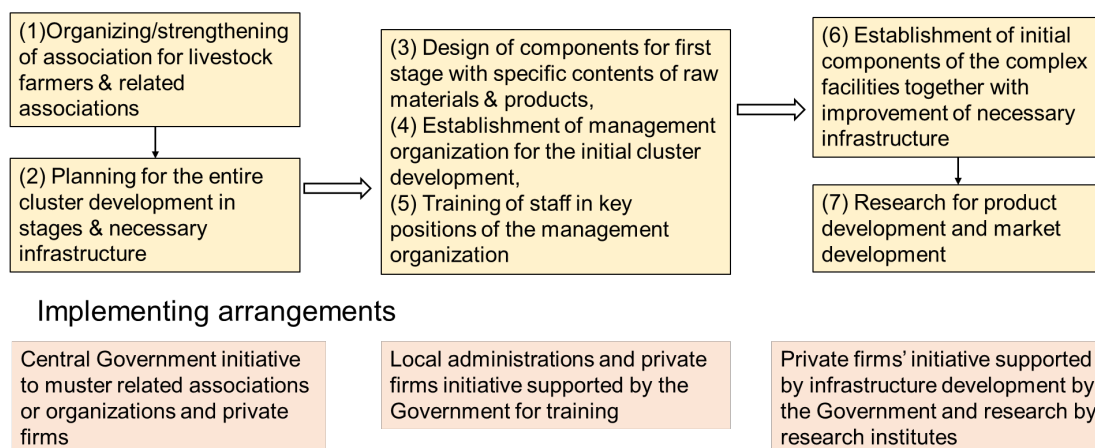 (1)Organizing/strengthening
of association for livestock
farmers & related
associations
(2) Planning for the entire
cluster development in
stages & necessary
infrastructure
(3) Design of components for first
stage with specific contents of raw
materials & products,
(4) Establishment of management
organization for the initial cluster
development,
(5) Training of staff in key
positions of the management
organization
(6) Establishment of initial
components of the complex
facilities together with
improvement of necessary
infrastructure
(7) Research for product
development and market
development
Implementing arrangements
Central Government initiative
to muster related associations
or organizations and private
firms
Local administrations and private
firms initiative supported by the
Government for training
Private firms’ initiative supported
by infrastructure development by
the Government and research by
research institutes